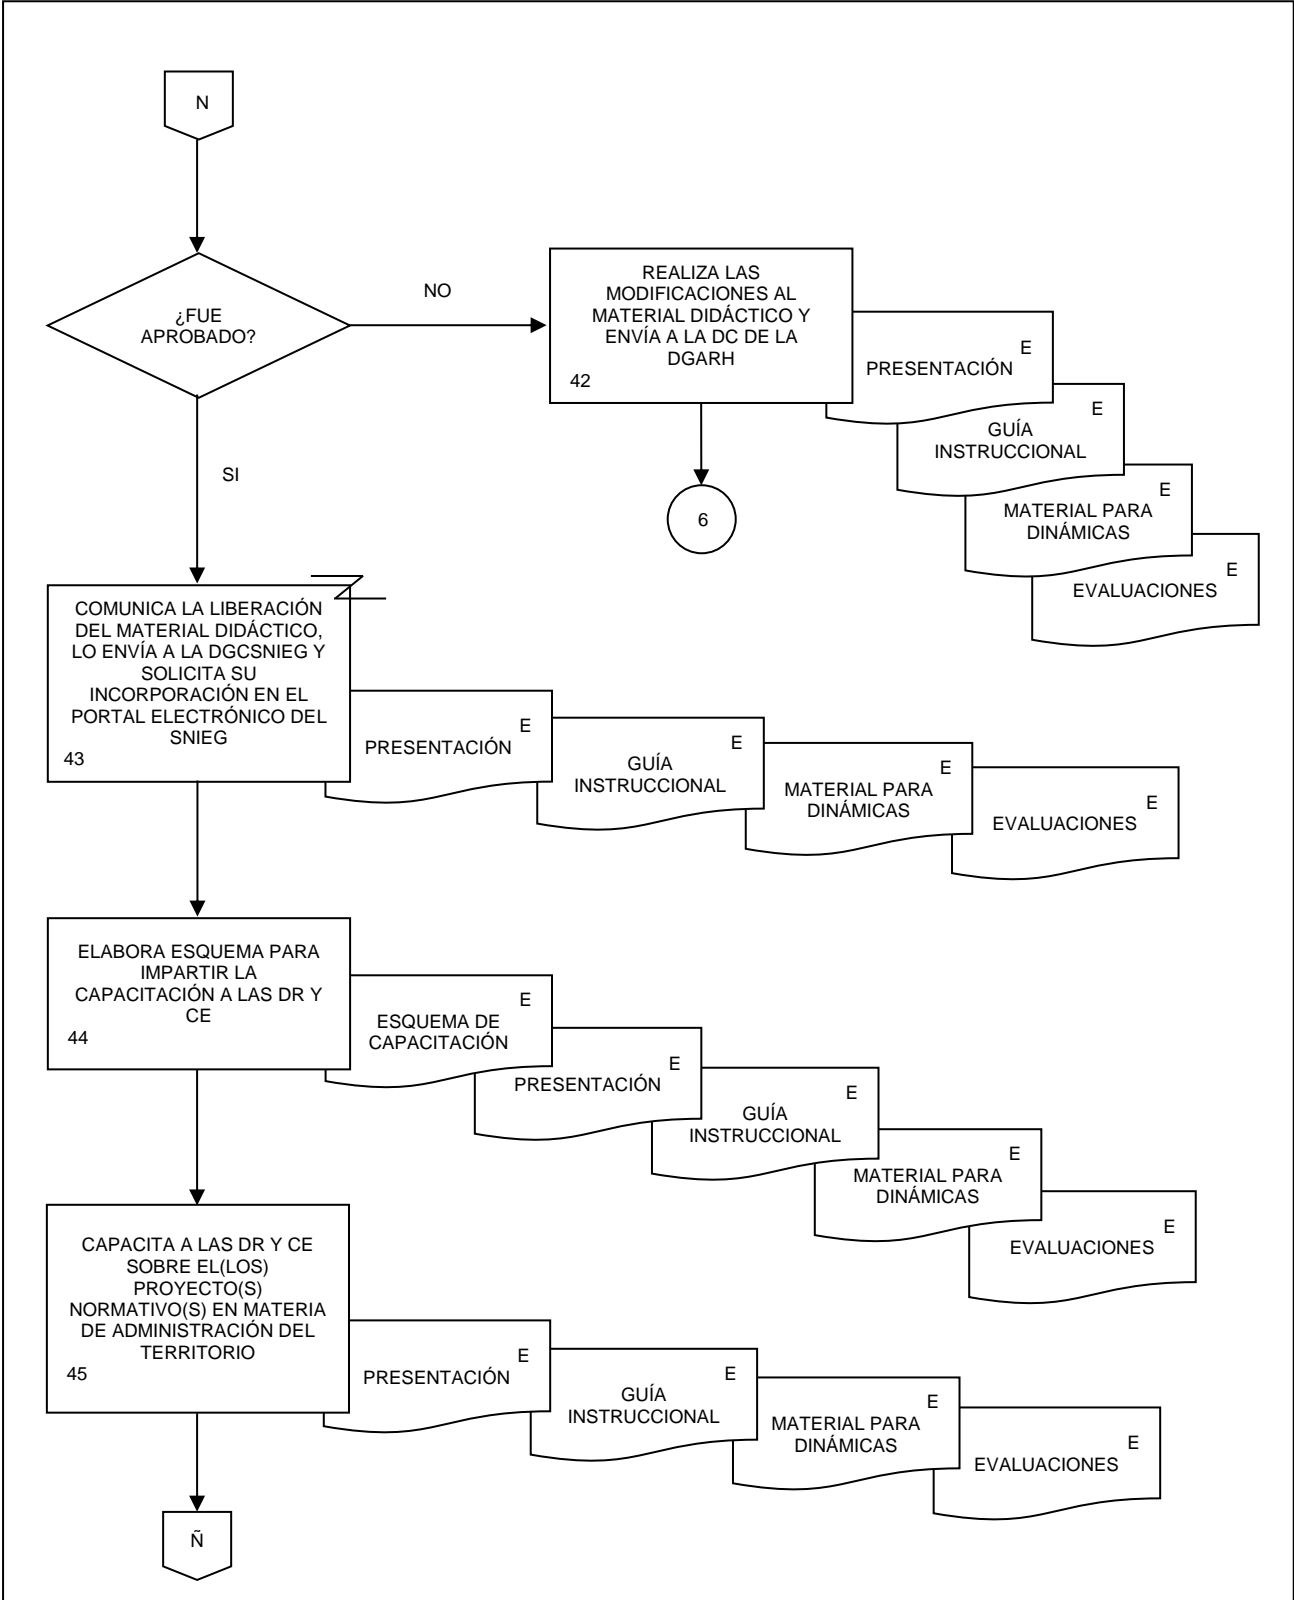 N
¿FUE
APROBADO?
NO
REALIZA LAS
MODIFICACIONES AL
MATERIAL DIDÁCTICO Y
ENVÍA A LA DC DE LA
DGARH
42
E
PRESENTACIÓN
E
GUÍA
INSTRUCCIONAL
E
MATERIAL PARA
DINÁMICAS
E
EVALUACIONES
6
SI
COMUNICA LA LIBERACIÓN
DEL MATERIAL DIDÁCTICO,
LO ENVÍA A LA DGCSNIEG Y
SOLICITA SU
INCORPORACIÓN EN EL
PORTAL ELECTRÓNICO DEL
SNIEG
43
E
PRESENTACIÓN
E
GUÍA
INSTRUCCIONAL
E
MATERIAL PARA
DINÁMICAS
E
EVALUACIONES
ELABORA ESQUEMA PARA
IMPARTIR LA
CAPACITACIÓN A LAS DR Y
CE
44
E
ESQUEMA DE
CAPACITACIÓN
E
PRESENTACIÓN
E
GUÍA
INSTRUCCIONAL
E
MATERIAL PARA
DINÁMICAS
E
EVALUACIONES
CAPACITA A LAS DR Y CE
SOBRE EL(LOS)
PROYECTO(S)
NORMATIVO(S) EN MATERIA
DE ADMINISTRACIÓN DEL
TERRITORIO
45
E
PRESENTACIÓN
E
GUÍA
INSTRUCCIONAL
E
MATERIAL PARA
DINÁMICAS
E
EVALUACIONES
Ñ